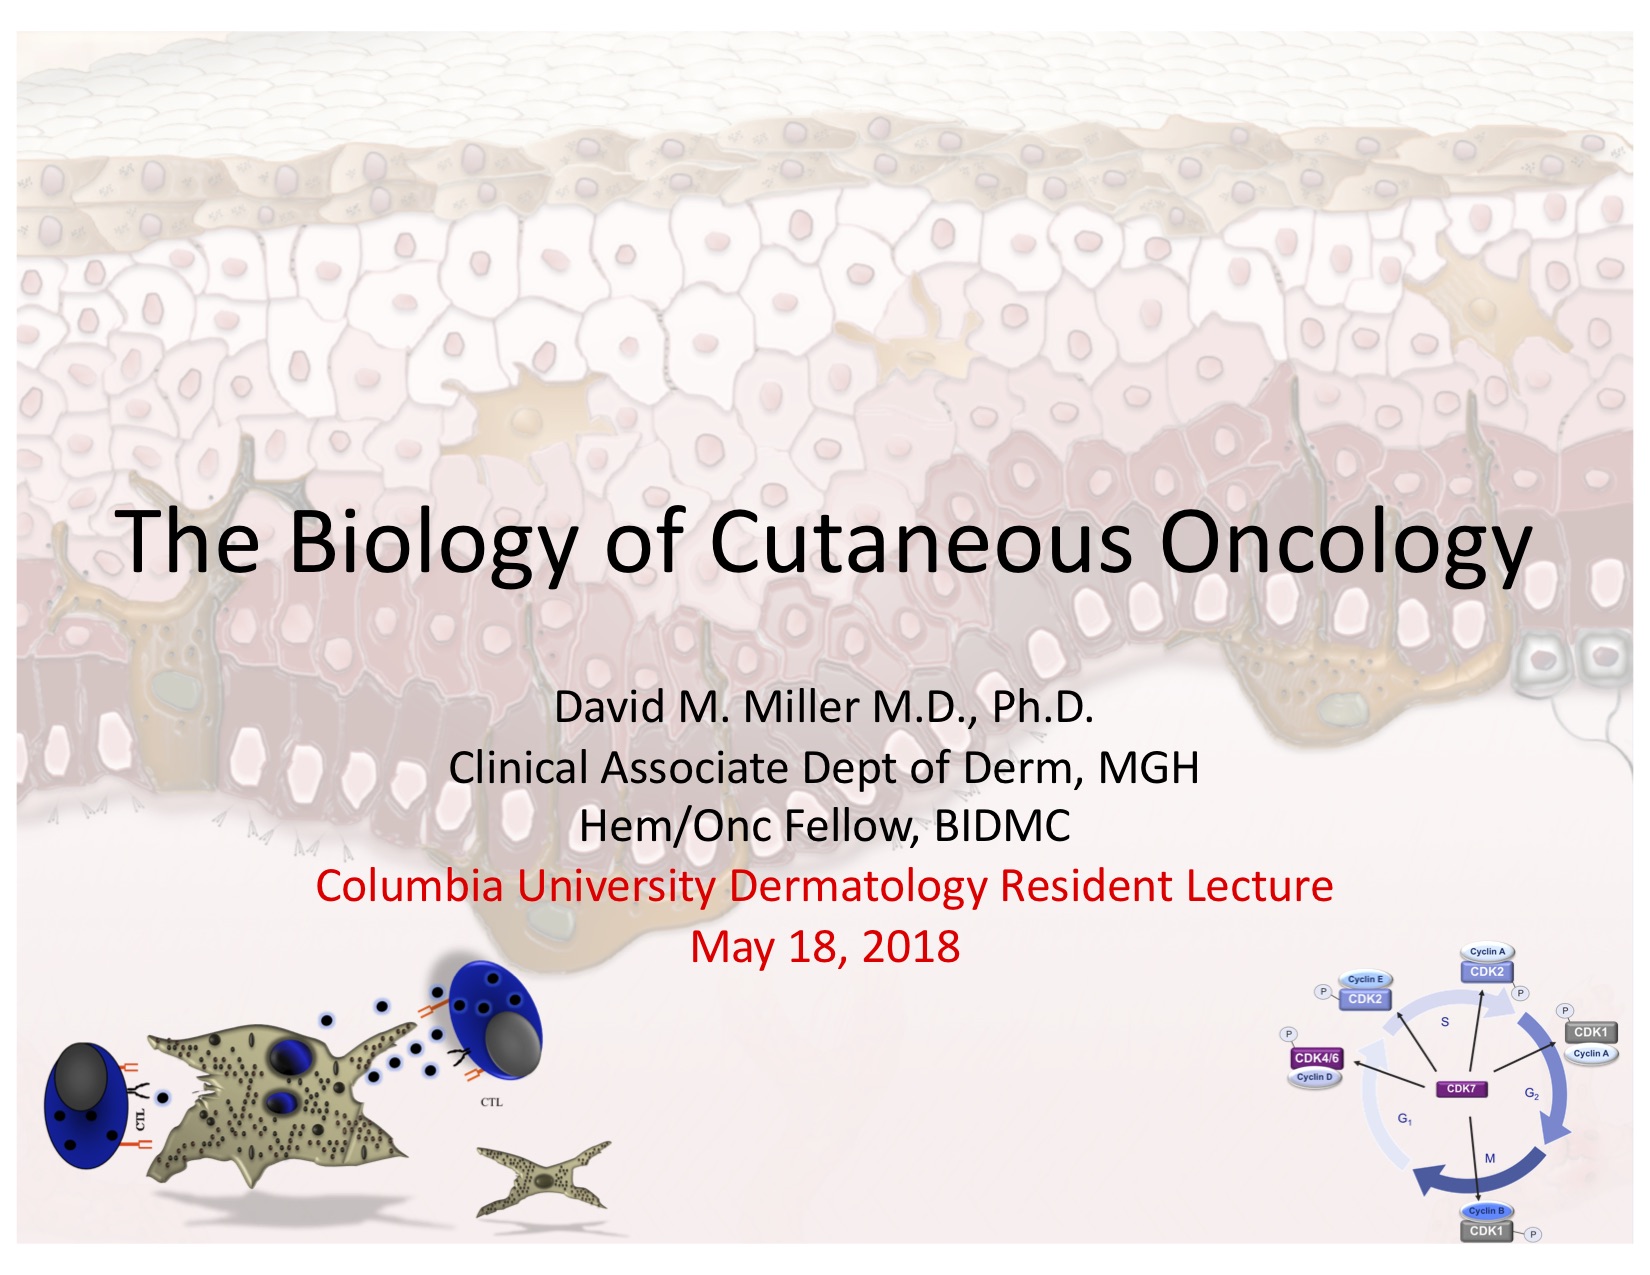 The Biology of Cutaneous Oncology
David M. Miller M.D., Ph.D.
Clinical Associate Dept of Derm, MGH
Hem/Onc Fellow, BIDMC
Columbia University Dermatology Resident Lecture
May 18, 2018
CTL
CTL
Cyclin A
CDK2
P
Cyclin E
CDK2
P
S
P
CDK1
Cyclin A
P
CDK4/6
Cyclin D
CDK7
G2
G1
M
Cyclin B
CDK1
P